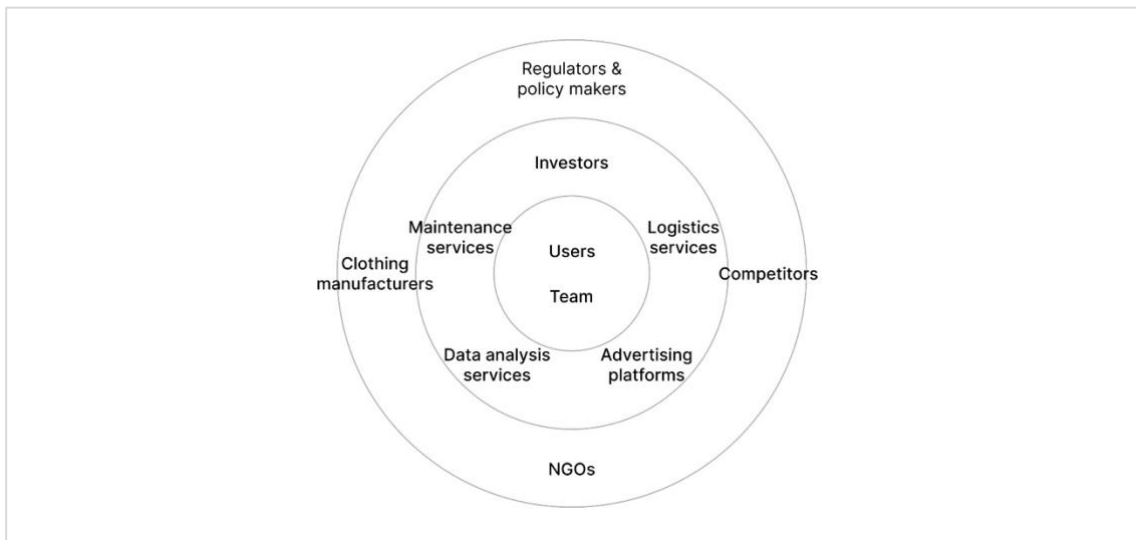 Regulators &
policy makers
Investors
Maintenance
services
Logistics
services
Users
Clothing
manufacturers
Competitors
Team
Data analysis
services
Advertising
platforms
NGOs